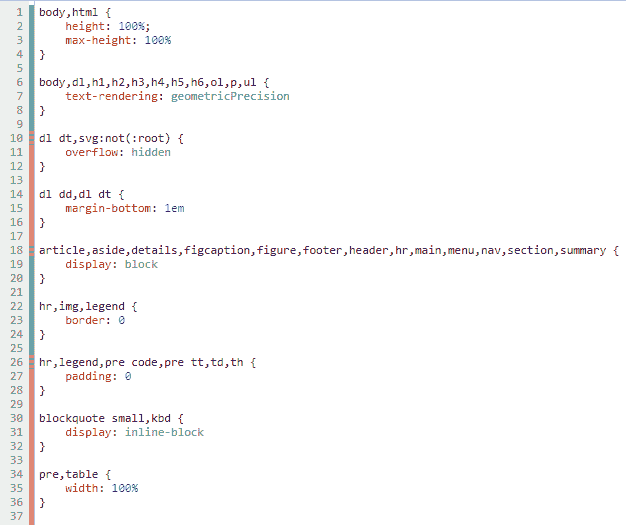 1 body,html {
2     height: 100%;
3     max-height: 100%
4 }
5
6 body,dl,h1,h2,h3,h4,h5,h6,ol,p,ul {
7     text-rendering: geometricPrecision
8 }
9
10 dl dt,svg:not(:root) {
11     overflow: hidden
12 }
13
14 dl dd,dl dt {
15     margin-bottom: 1em
16 }
17
18 article,aside,details,figcaption,figure,footer,header,hr,main,menu,nav,section,summary {
19     display: block
20 }
21
22 hr,img,legend {
23     border: 0
24 }
25
26 hr,legend,pre code,pre tt,td,th {
27     padding: 0
28 }
29
30 blockquote small,kbd {
31     display: inline-block
32 }
33
34 pre,table {
35     width: 100%
36 }
37